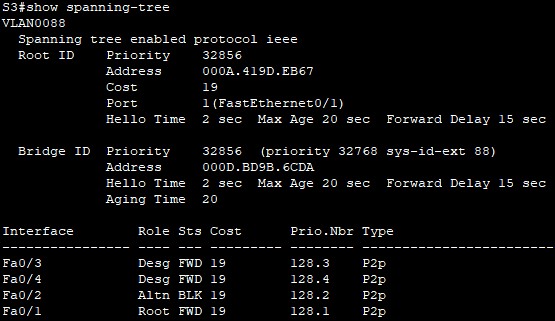 S3#show spanning-tree
VLAN0088
  Spanning tree enabled protocol ieee
  Root ID    Priority    32856
             Address     000A.419D.EB67
             Cost        19
             Port        1(FastEthernet0/1)
             Hello Time  2 sec  Max Age 20 sec  Forward Delay 15 sec

  Bridge ID  Priority    32856  (priority 32768 sys-id-ext 88)
             Address     000D.BD9B.6CDA
             Hello Time  2 sec  Max Age 20 sec  Forward Delay 15 sec
             Aging Time  20

Interface        Role Sts Cost      Prio.Nbr Type
---------------- ---- --- --------- -------- --------------------------------
Fa0/3            Desg FWD 19        128.3    P2p
Fa0/4            Desg FWD 19        128.4    P2p
Fa0/2            Altn BLK 19        128.2    P2p
Fa0/1            Root FWD 19        128.1    P2p